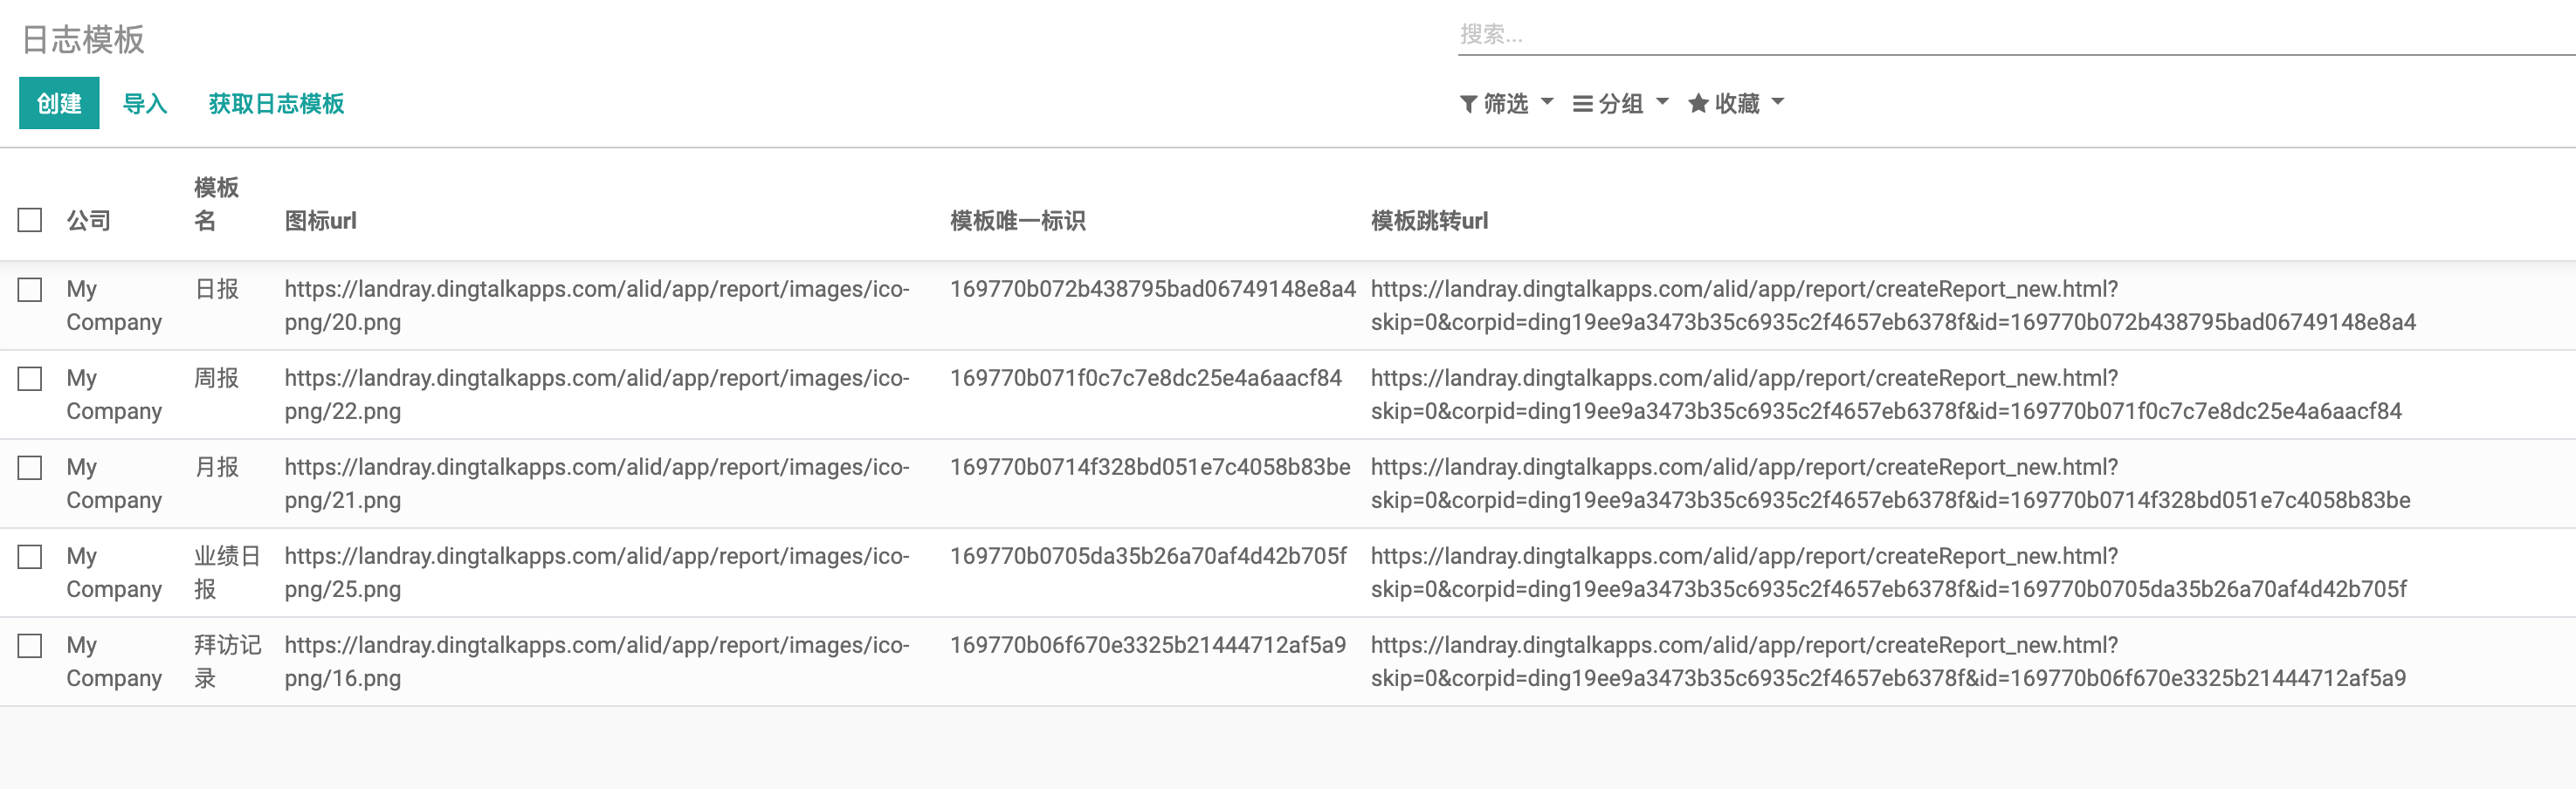 日志模板
搜索...
创建 导入 获取日志模板
筛选 分组 收藏
模板
公司 名 图标url 模板唯一标识 模板跳转url
My 日报 https://landray.dingtalkapps.com/alid/app/report/images/ico- 169770b072b438795bad06749148e8a4 https://landray.dingtalkapps.com/alid/app/report/createReport_new.html?
Company png/20.png skip=0&corpid=ding19ee9a3473b35c6935c2f4657eb6378f&id=169770b072b438795bad06749148e8a4
My 周报 https://landray.dingtalkapps.com/alid/app/report/images/ico- 169770b071f0c7c7e8dc25e4a6aacf84 https://landray.dingtalkapps.com/alid/app/report/createReport_new.html?
Company png/22.png skip=0&corpid=ding19ee9a3473b35c6935c2f4657eb6378f&id=169770b071f0c7c7e8dc25e4a6aacf84
My 月报 https://landray.dingtalkapps.com/alid/app/report/images/ico- 169770b0714f328bd051e7c4058b83be https://landray.dingtalkapps.com/alid/app/report/createReport_new.html?
Company png/21.png skip=0&corpid=ding19ee9a3473b35c6935c2f4657eb6378f&id=169770b0714f328bd051e7c4058b83be
My 业绩日 https://landray.dingtalkapps.com/alid/app/report/images/ico- 169770b0705da35b26a70af4d42b705f https://landray.dingtalkapps.com/alid/app/report/createReport_new.html?
Company 报 png/25.png skip=0&corpid=ding19ee9a3473b35c6935c2f4657eb6378f&id=169770b0705da35b26a70af4d42b705f
My 拜访记 https://landray.dingtalkapps.com/alid/app/report/images/ico- 169770b06f670e3325b21444712af5a9 https://landray.dingtalkapps.com/alid/app/report/createReport_new.html?
Company 录 png/16.png skip=0&corpid=ding19ee9a3473b35c6935c2f4657eb6378f&id=169770b06f670e3325b21444712af5a9